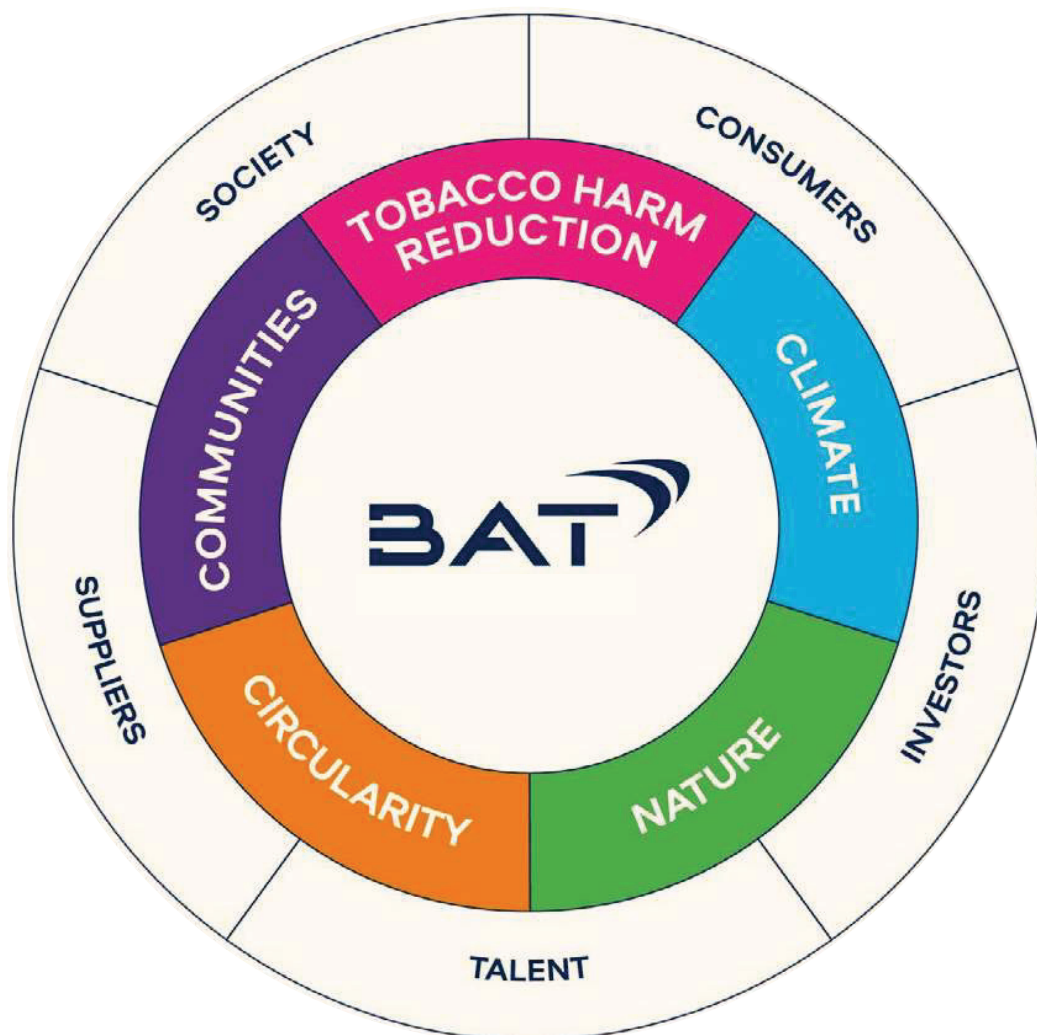 SOCIETY
CONSUMERS
TOBACCO HARM
REDUCTION
COMMUNITIES
CLIMATE
BAT
SUPPLIERS
INVESTORS
CIRCULARITY
NATURE
TALENT